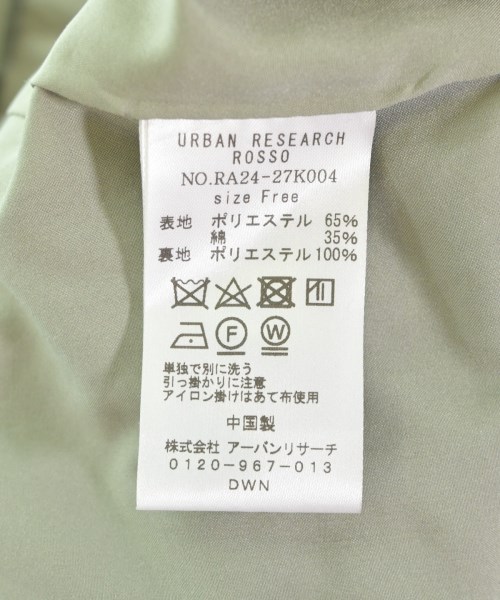 URBAN RESEARCH
ROSSO
NO.RA24-27K004
size Free
表地 ポリエステル 65%
綿 35%
裏地 ポリエステル 100%
F W
単独で別に洗う
引っ掛かりに注意
アイロン掛けはあて布使用
中国製
株式会社 アーバンリサーチ
0120-967-013
DWN